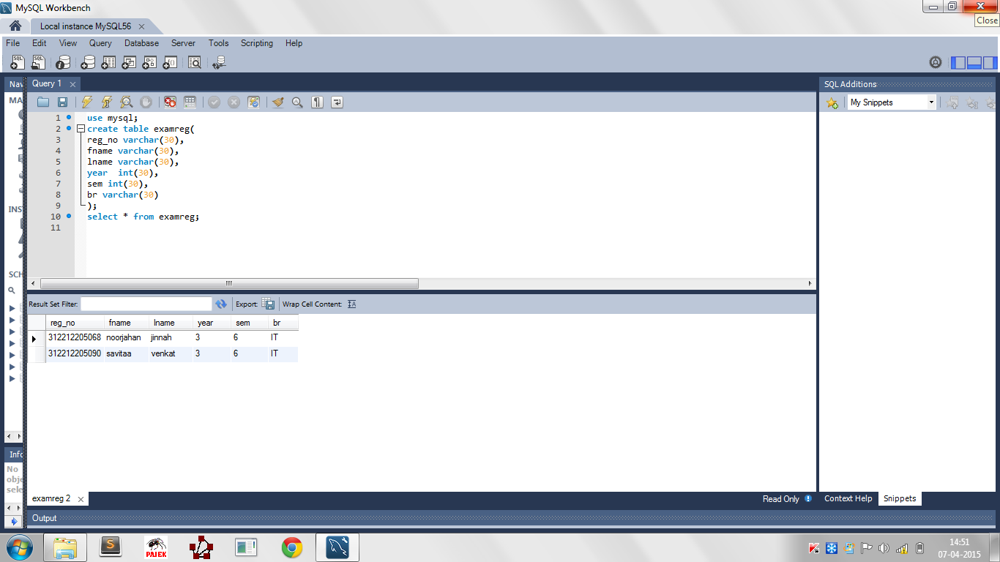 MySQL Workbench
Close
Local instance MySQL56
File Edit View Query Database Server Tools Scripting Help
Nav
Query 1
SQL Additions
MA
My Snippets
1 use mysql;
2 create table examreg(
3 reg_no varchar(30),
4 fname varchar(30),
5 lname varchar(30),
6 year  int(30),
7 sem int(30),
8 br varchar(30)
9 );
10 select * from examreg;
11
INS
SCH
Result Set Filter: Export: Wrap Cell Content:
reg_no fname lname year sem br
312212205068 noorjahan jinnah 3 6 IT
312212205090 savitaa venkat 3 6 IT
Info
No
obje
sele
examreg 2
Read Only
Context Help Snippets
Output
S
PAJEK
14:51
07-04-2015